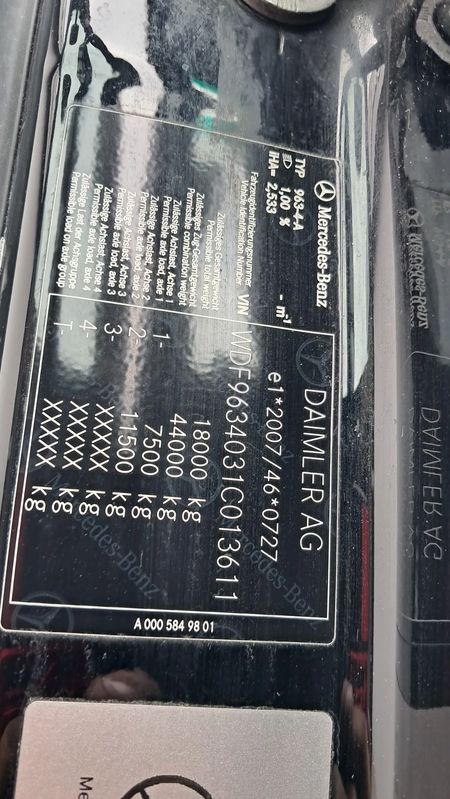 Mercedes-Benz
TYP 963-4-A
1,00 % - m-1
IHA= 2,533
DAIMLER AG
e1*2007/46*0727
Fahrzeugidentifizierungsnummer
Vehicle Identification Number VIN WDF9634031C013611
Zulässiges Gesamtgewicht
Permissible total weight 18000 kg
Zulässiges Zug-Gesamtgewicht
Permissible combination weight 44000 kg
Zulässige Achslast, Achse 1
Permissible axle load, axle 1 1- 7500 kg
Zulässige Achslast, Achse 2
Permissible axle load, axle 2 2- 11500 kg
Zulässige Achslast, Achse 3
Permissible axle load, axle 3 3- XXXXX kg
Zulässige Achslast, Achse 4
Permissible axle load, axle 4 4- XXXXX kg
Zulässige Last der Achsgruppe
Permissible load on axle group T- XXXXX kg
A 000 584 98 01